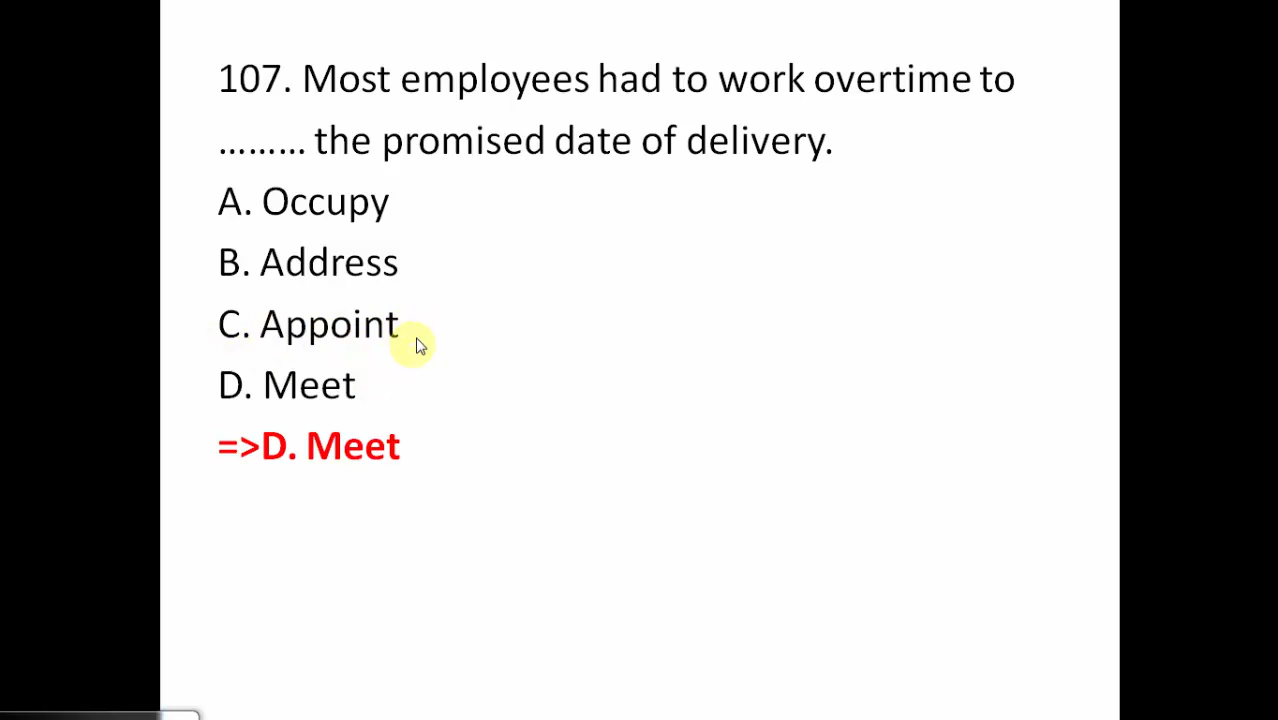 107. Most employees had to work overtime to
......... the promised date of delivery.
A. Occupy
B. Address
C. Appoint
D. Meet
=>D. Meet